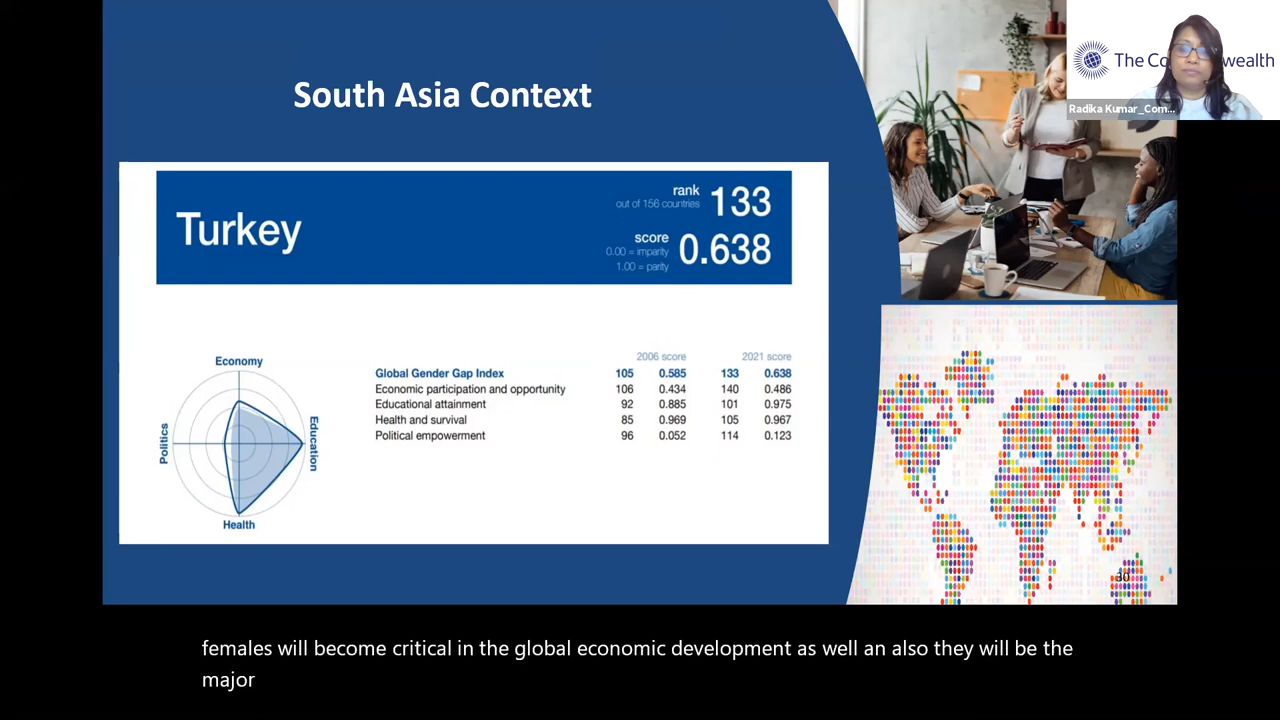 South Asia Context
The Co wealth
Radika Kumar_Com...
Turkey
rank
out of 156 countries
133
score
0.00 = imparity
1.00 = parity
0.638
2006 score 2021 score
Global Gender Gap Index 105 0.585 133 0.638
Economic participation and opportunity 106 0.434 140 0.486
Educational attainment 92 0.885 101 0.975
Health and survival 85 0.969 105 0.967
Political empowerment 96 0.052 114 0.123
Economy
Education
Politics
Health
30
females will become critical in the global economic development as well an also they will be the
major